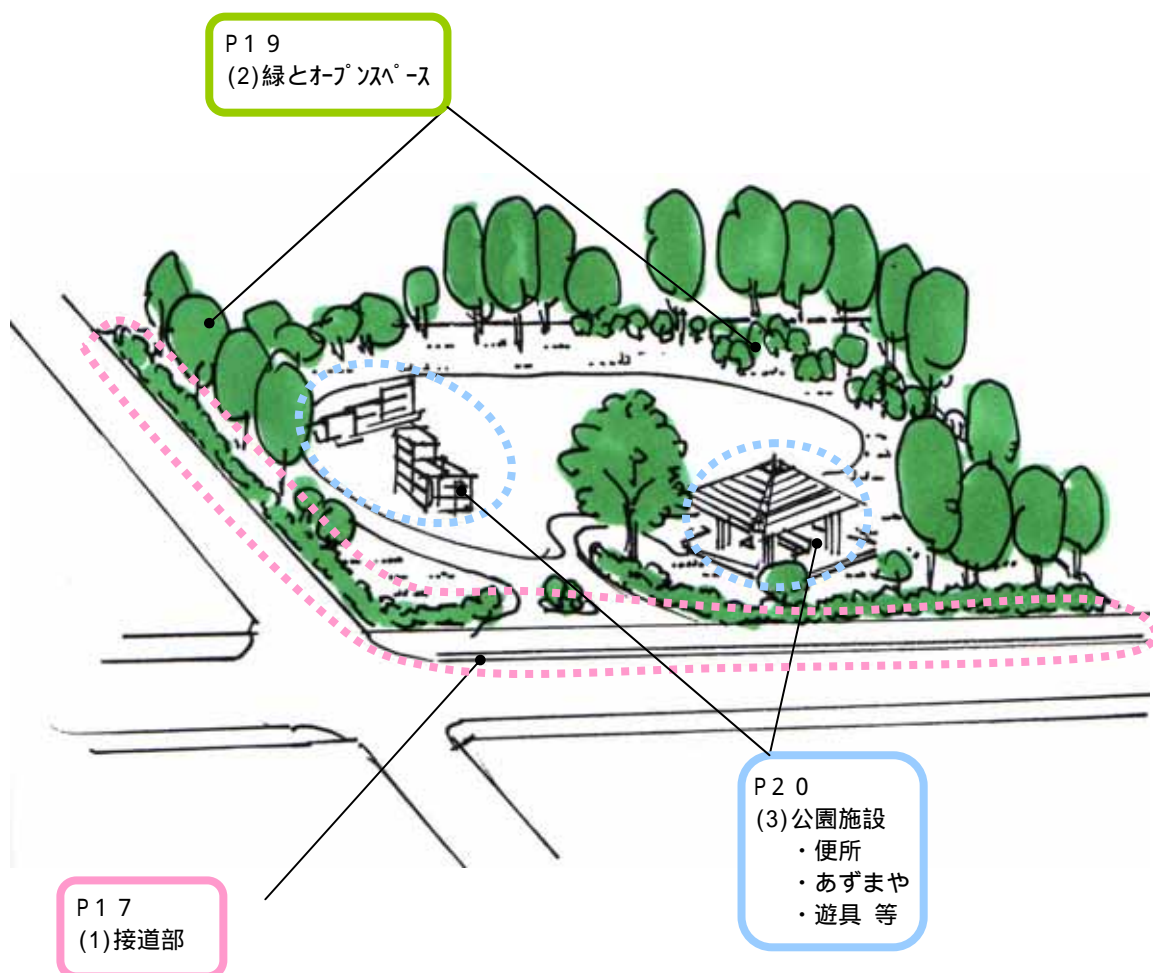 P19
(2)緑とオープンスペース
P20
(3)公園施設
・便所
・あずまや
・遊具 等
P17
(1)接道部